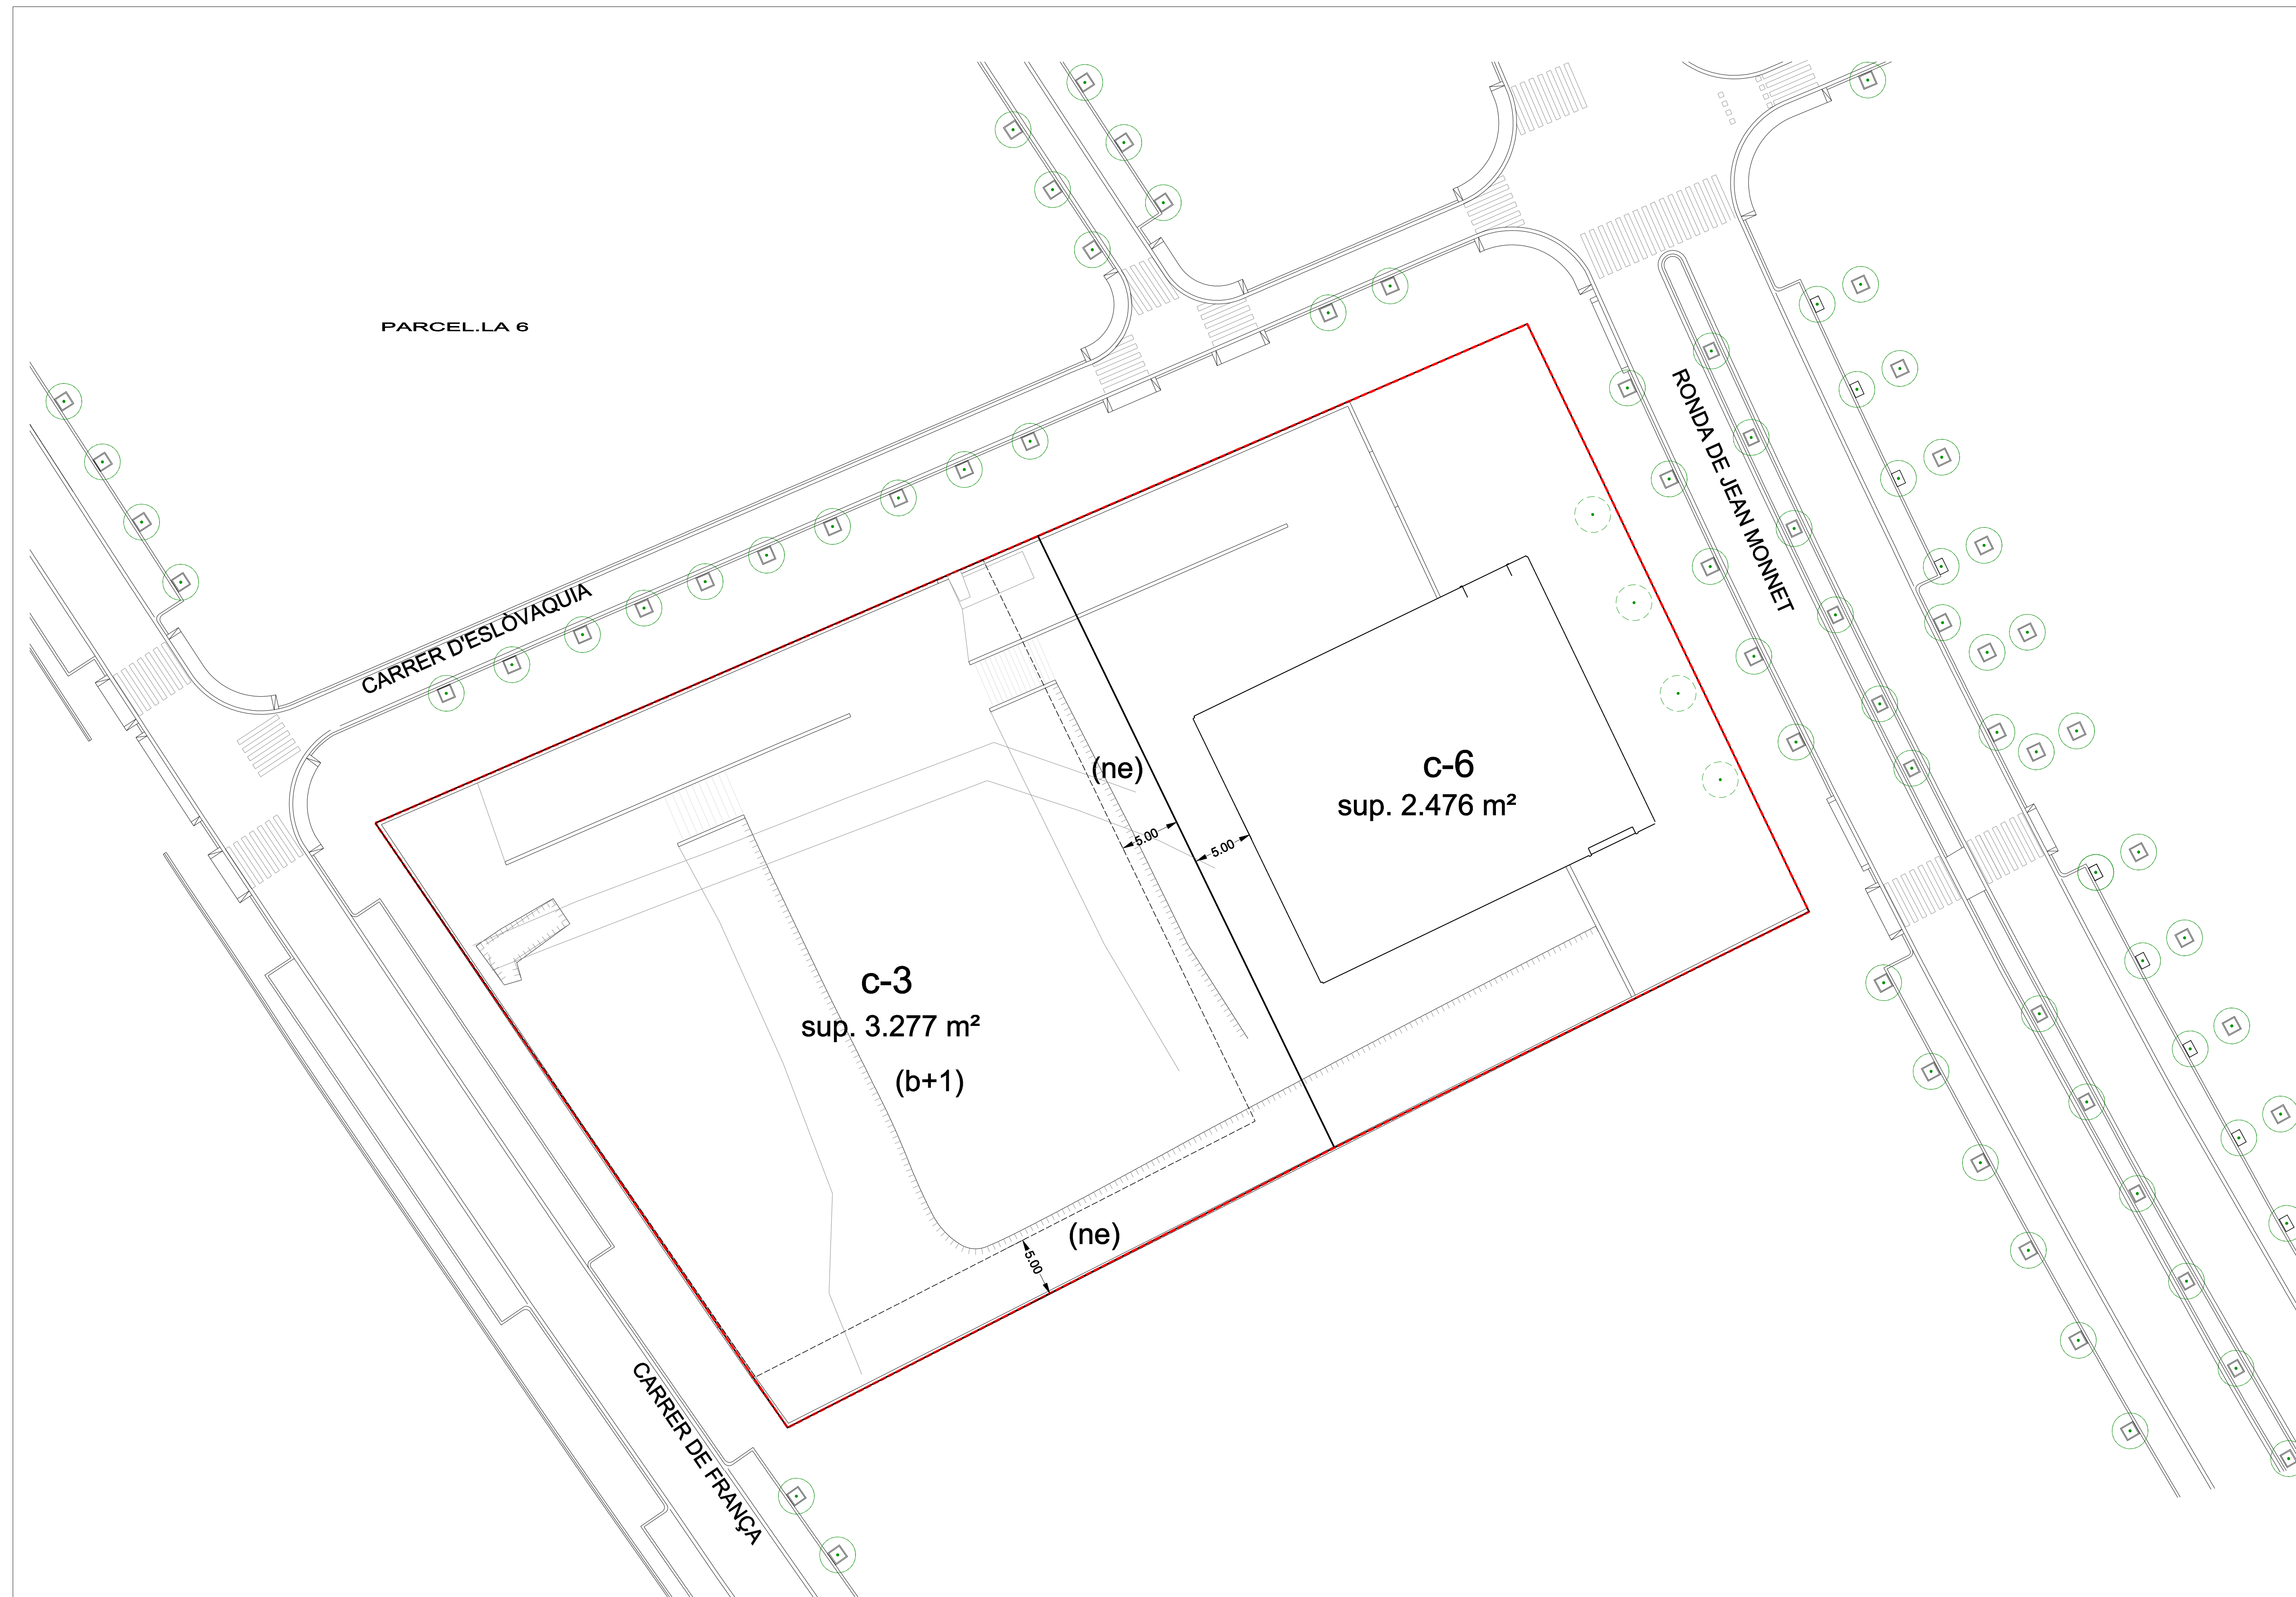 PARCEL.LA 6
CARRER D'ESLÒVAQUIA
RONDA DE JEAN MONNET
(ne)
5.00
5.00
c-6
sup. 2.476 m²
c-3
sup. 3.277 m²
(b+1)
(ne)
5.00
CARRER DE FRANÇA